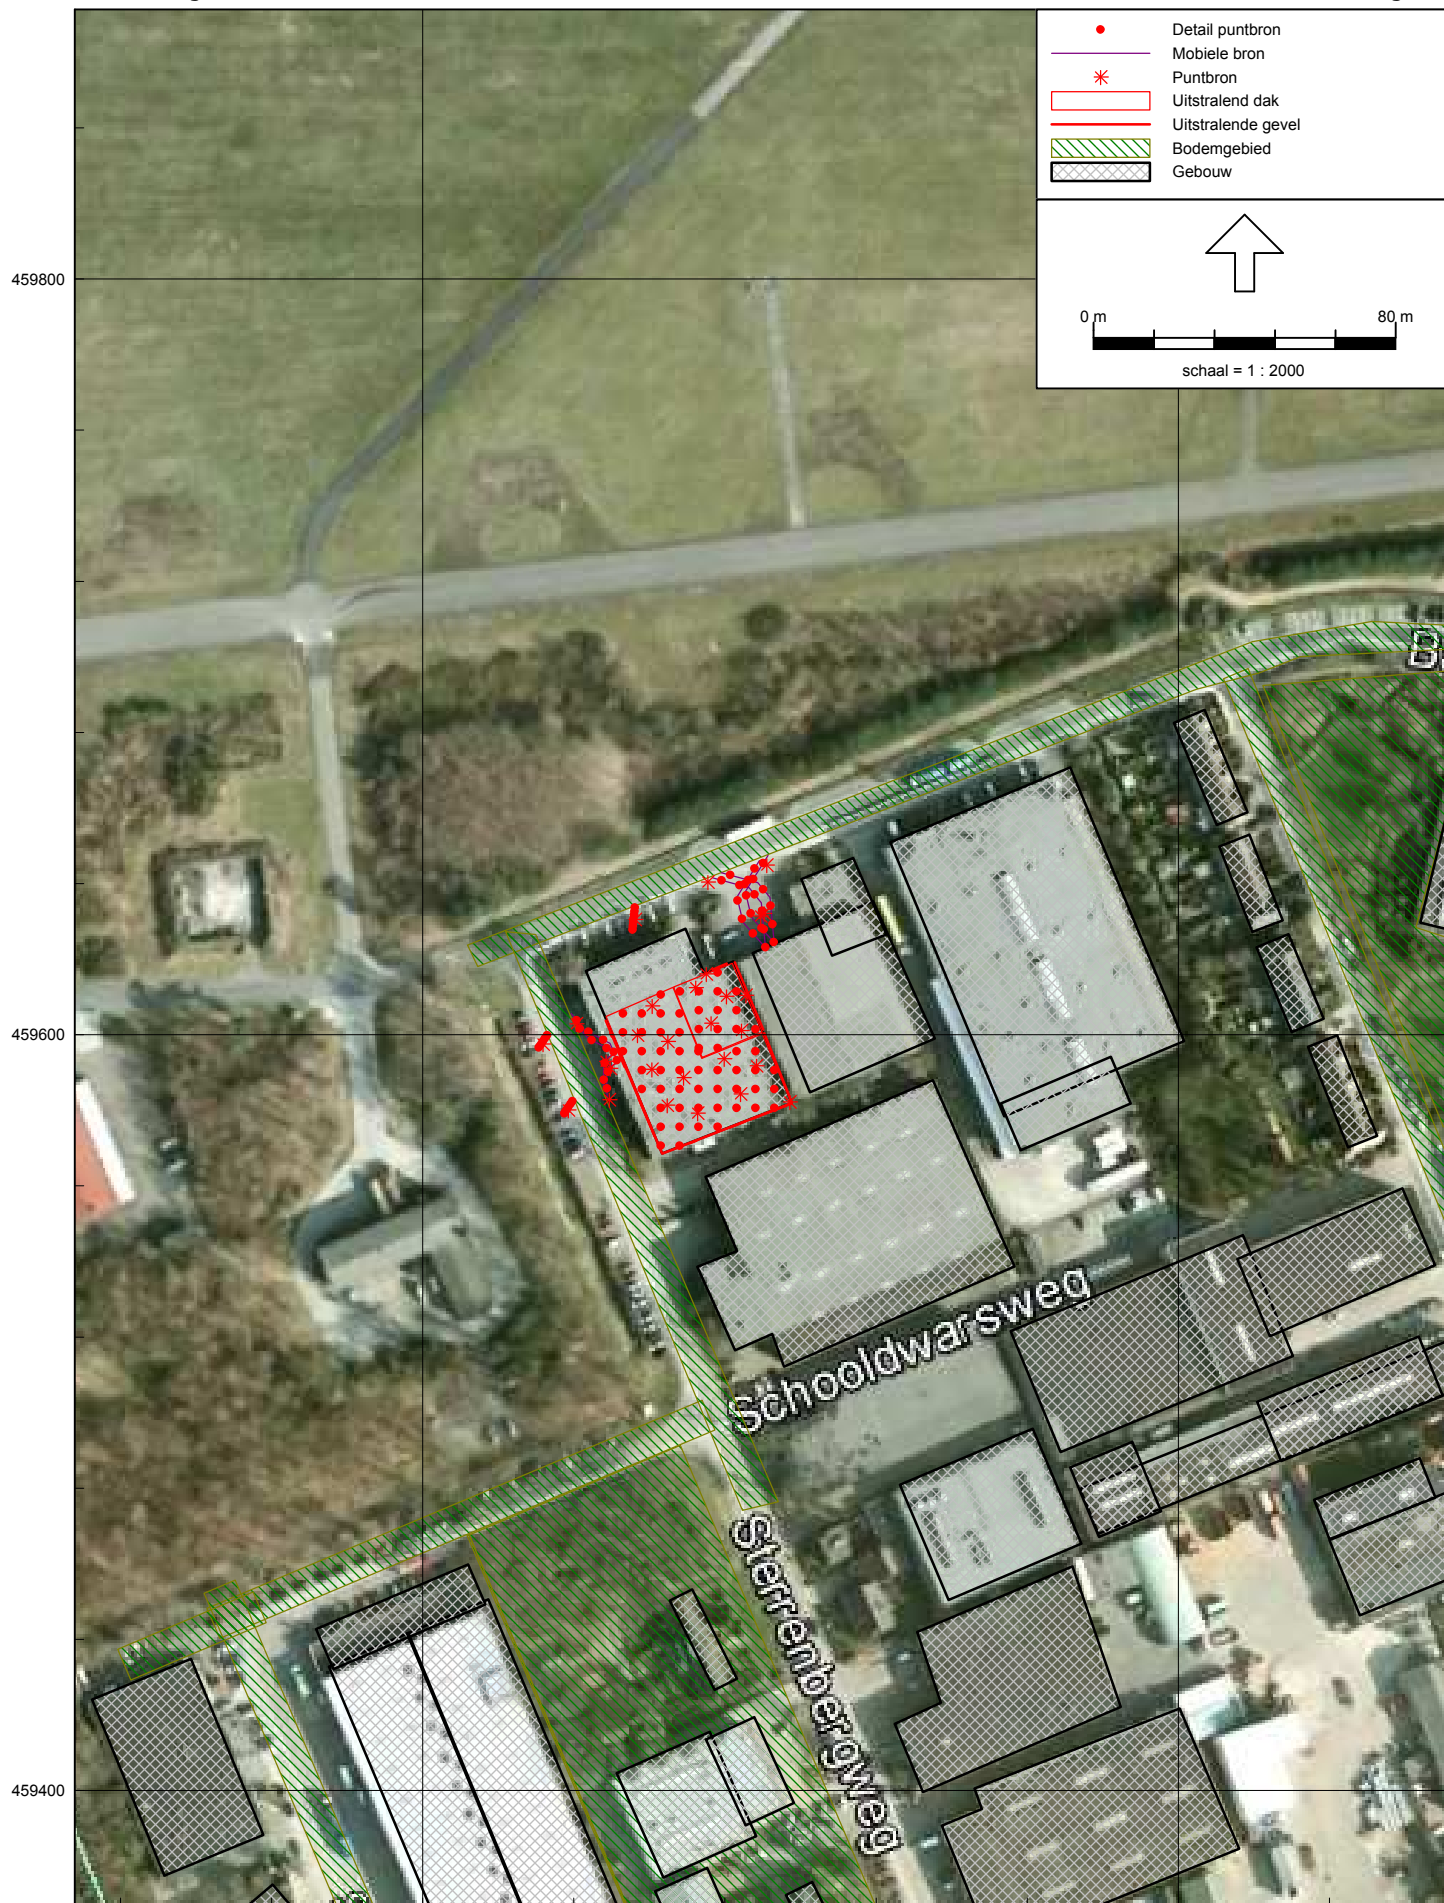 Detail puntbron
Mobiele bron
Puntbron
Uitstralend dak
Uitstralende gevel
Bodemgebied
Gebouw
459800
0 m 80 m
schaal = 1 : 2000
459600
Schooldwarsweg
Sterrenbergweg
459400